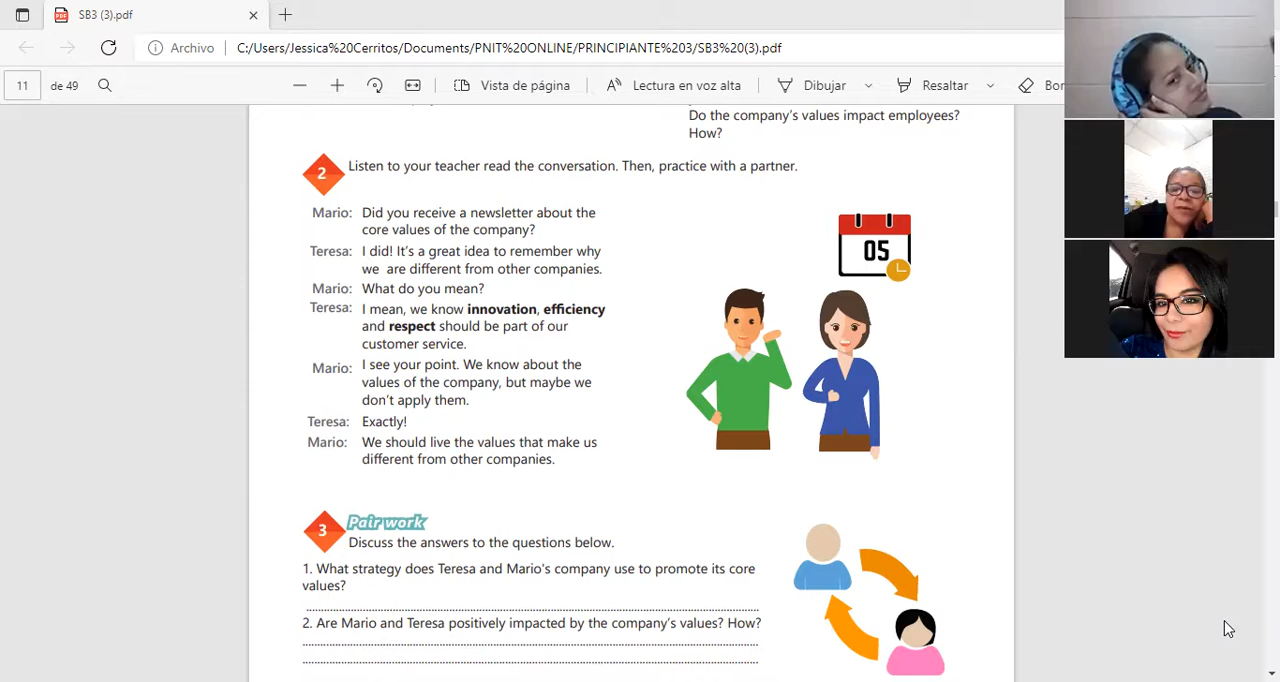 SB3 (3).pdf
Archivo
C:/Users/Jessica%20Cerritos/Documents/PNIT%20ONLINE/PRINCIPIANTE%203/SB3%20(3).pdf
11 de 49
Vista de página
Lectura en voz alta
Dibujar
Resaltar
Do the company's values impact employees?
How?
2 Listen to your teacher read the conversation. Then, practice with a partner.
Mario: Did you receive a newsletter about the
core values of the company?
Teresa: I did! It's a great idea to remember why
we are different from other companies.
Mario: What do you mean?
Teresa: I mean, we know innovation, efficiency
and respect should be part of our
customer service.
Mario: I see your point. We know about the
values of the company, but maybe we
don't apply them.
Teresa: Exactly!
Mario: We should live the values that make us
different from other companies.
05
3 Pair work
Discuss the answers to the questions below.
1. What strategy does Teresa and Mario's company use to promote its core
values?
2. Are Mario and Teresa positively impacted by the company's values? How?